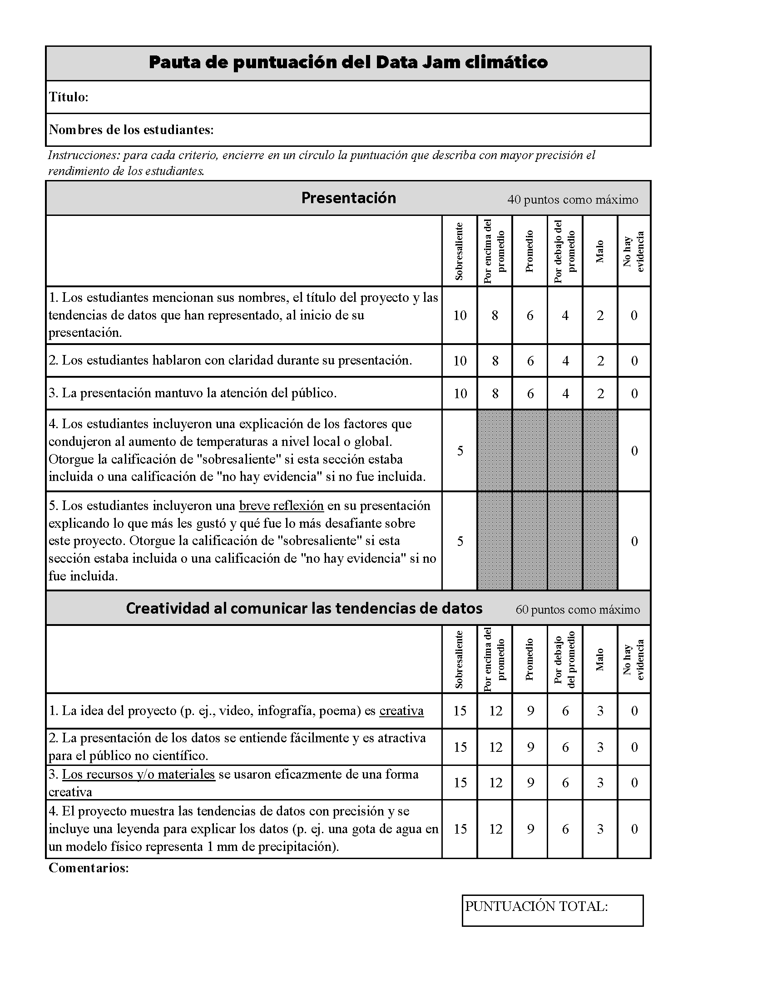 Pauta de puntuación del Data Jam climático
Título:
Nombres de los estudiantes:
Instrucciones: para cada criterio, encierre en un círculo la puntuación que describa con mayor precisión el
rendimiento de los estudiantes.
Presentación 40 puntos como máximo
Sobresaliente
Por encima del
promedio
Promedio
Por debajo del
promedio
Malo
No hay
evidencia
1. Los estudiantes mencionan sus nombres, el título del proyecto y las
tendencias de datos que han representado, al inicio de su
presentación.
10 8 6 4 2 0
2. Los estudiantes hablaron con claridad durante su presentación. 10 8 6 4 2 0
3. La presentación mantuvo la atención del público. 10 8 6 4 2 0
4. Los estudiantes incluyeron una explicación de los factores que
condujeron al aumento de temperaturas a nivel local o global.
Otorgue la calificación de "sobresaliente" si esta sección estaba
incluida o una calificación de "no hay evidencia" si no fue incluida.
5 0
5. Los estudiantes incluyeron una breve reflexión en su presentación
explicando lo que más les gustó y qué fue lo más desafiante sobre
este proyecto. Otorgue la calificación de "sobresaliente" si esta
sección estaba incluida o una calificación de "no hay evidencia" si no
fue incluida.
5 0
Creatividad al comunicar las tendencias de datos 60 puntos como máximo
Sobresaliente
Por encima del
promedio
Promedio
Por debajo
del promedio
Malo
No hay
evidencia
1. La idea del proyecto (p. ej., video, infografía, poema) es creativa 15 12 9 6 3 0
2. La presentación de los datos se entiende fácilmente y es atractiva
para el público no científico.
15 12 9 6 3 0
3. Los recursos y/o materiales se usaron eficazmente de una forma
creativa
15 12 9 6 3 0
4. El proyecto muestra las tendencias de datos con precisión y se
incluye una leyenda para explicar los datos (p. ej. una gota de agua en
un modelo físico representa 1 mm de precipitación).
15 12 9 6 3 0
Comentarios:
PUNTUACIÓN TOTAL: